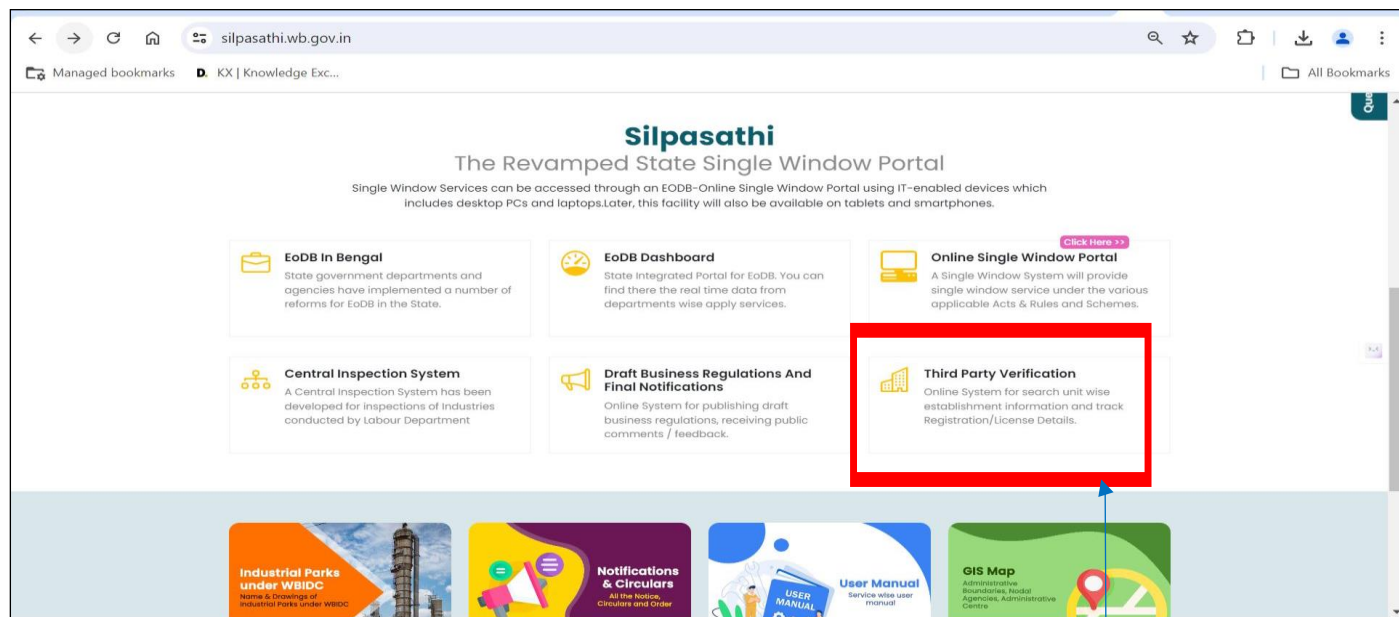 silpasathi.wb.gov.in
Managed bookmarks
D. KX | Knowledge Exc...
All Bookmarks
Que
Silpasathi
The Revamped State Single Window Portal
Single Window Services can be accessed through an EODB-Online Single Window Portal using IT-enabled devices which
includes desktop PCs and laptops.Later, this facility will also be available on tablets and smartphones.
EoDB In Bengal
State government departments and
agencies have implemented a number of
reforms for EoDB in the State.
EoDB Dashboard
State Integrated Portal for EoDB. You can
find there the real time data from
departments wise apply services.
Click Here >>
Online Single Window Portal
A Single Window System will provide
single window service under the various
applicable Acts & Rules and Schemes.
Central Inspection System
A Central Inspection System has been
developed for inspections of Industries
conducted by Labour Department
Draft Business Regulations And
Final Notifications
Online System for publishing draft
business regulations, receiving public
comments / feedback.
Third Party Verification
Online System for search unit wise
establishment information and track
Registration/License Details.
Industrial Parks
under WBIDC
Name & Drawings of
Industrial Parks under WBIDC
Notifications
& Circulars
All the Notice,
Circulars and Order
USER
MANUAL
User Manual
Service wise user
manual
GIS Map
Administrative
Boundaries, Nodal
Agencies, Administrative
Centre